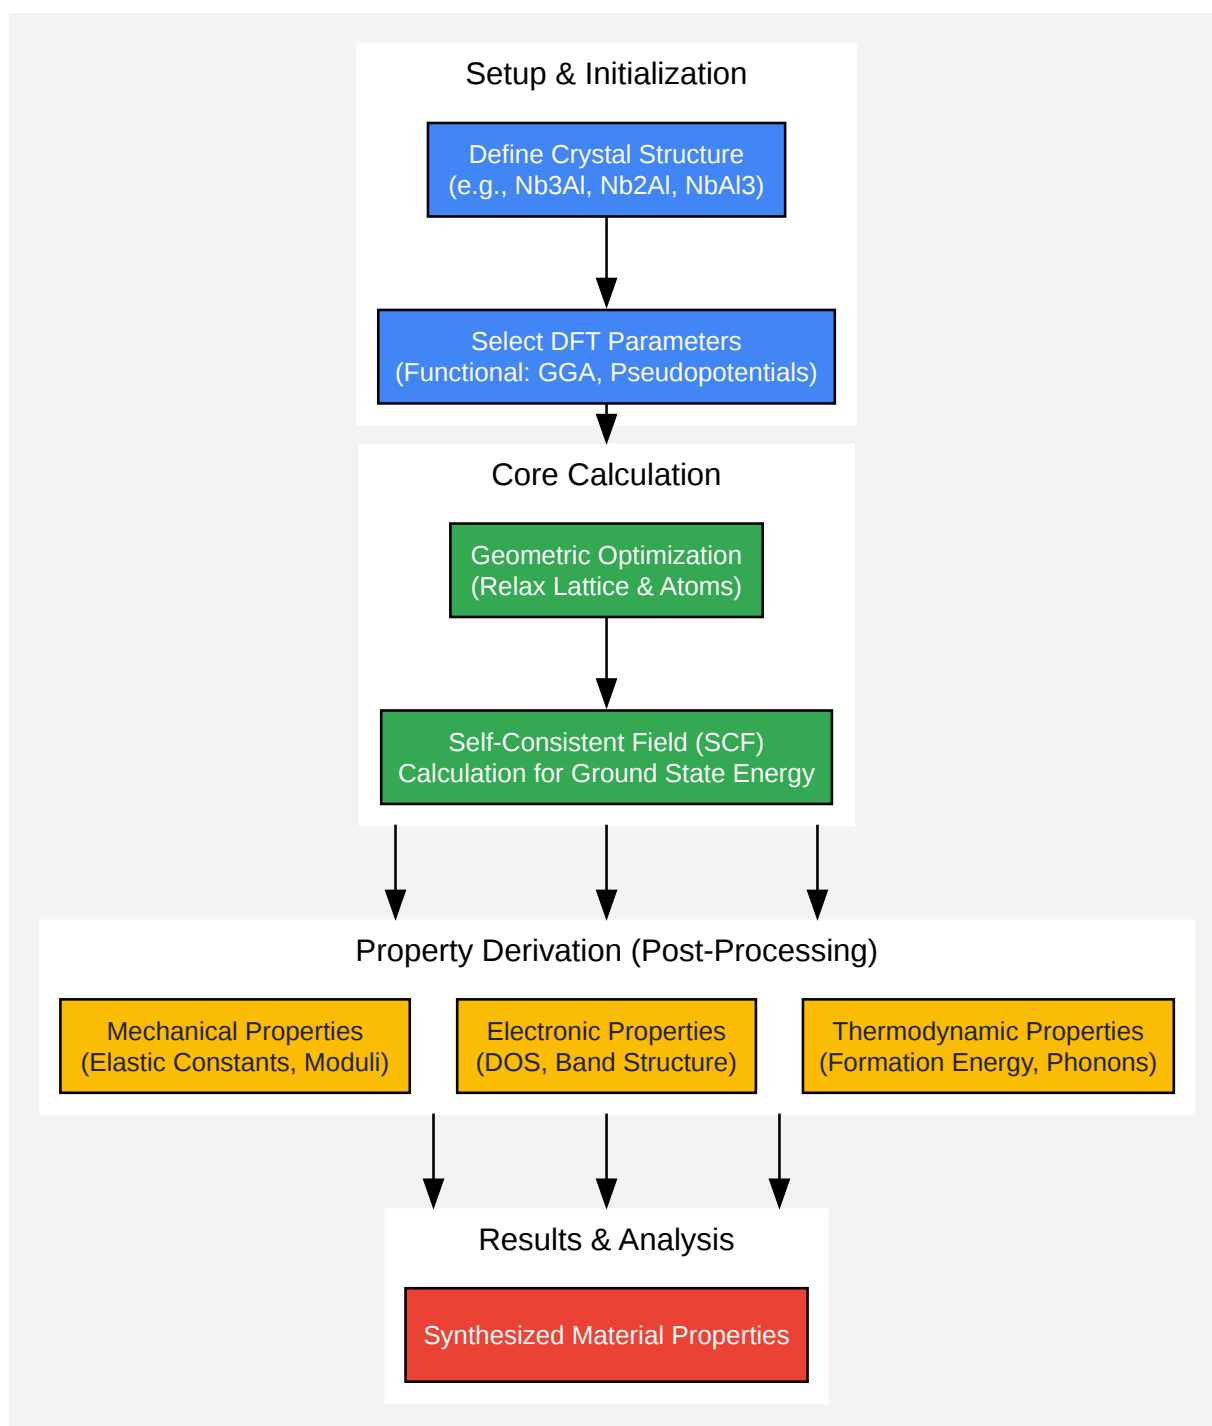 Setup & Initialization
Define Crystal Structure
(e.g., Nb3Al, Nb2Al, NbAl3)
Select DFT Parameters
(Functional: GGA, Pseudopotentials)
Core Calculation
Geometric Optimization
(Relax Lattice & Atoms)
Self-Consistent Field (SCF)
Calculation for Ground State Energy
Property Derivation (Post-Processing)
Mechanical Properties
(Elastic Constants, Moduli)
Electronic Properties
(DOS, Band Structure)
Thermodynamic Properties
(Formation Energy, Phonons)
Results & Analysis
Synthesized Material Properties